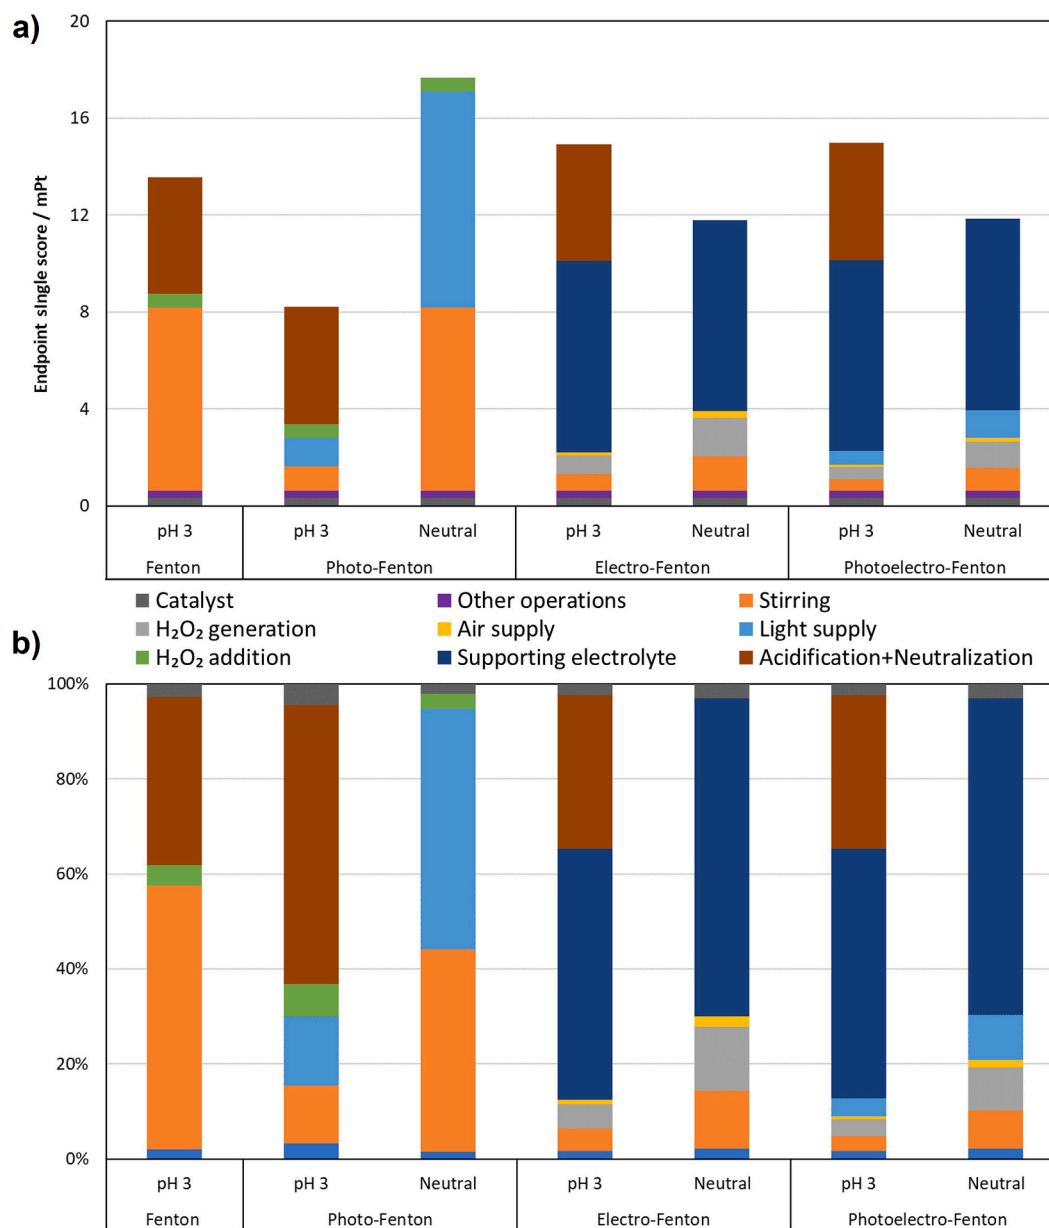 a)
Endpoint single score / mPt
20
16
12
8
4
0
pH 3 pH 3 Neutral pH 3 Neutral pH 3 Neutral
Fenton Photo-Fenton Electro-Fenton Photoelectro-Fenton
Catalyst Other operations Stirring
H₂O₂ generation Air supply Light supply
H₂O₂ addition Supporting electrolyte Acidification+Neutralization
b)
100%
80%
60%
40%
20%
0%
pH 3 pH 3 Neutral pH 3 Neutral pH 3 Neutral
Fenton Photo-Fenton Electro-Fenton Photoelectro-Fenton